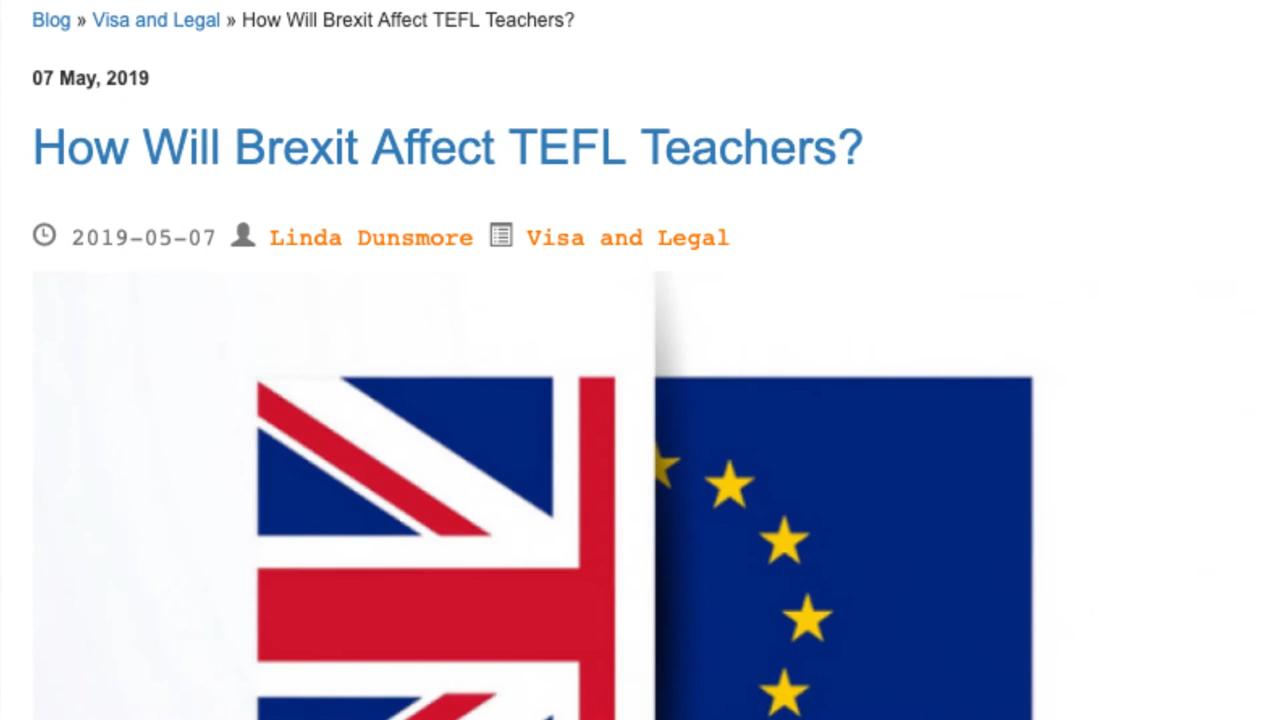 Blog » Visa and Legal » How Will Brexit Affect TEFL Teachers?
07 May, 2019
How Will Brexit Affect TEFL Teachers?
2019-05-07 Linda Dunsmore Visa and Legal